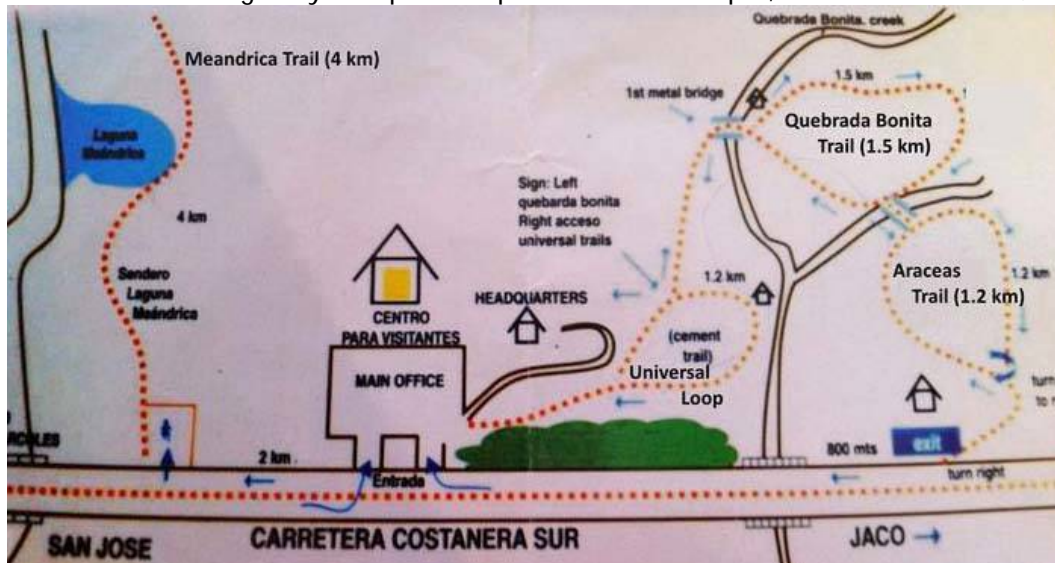 Quebrada Bonita. creek
Meandrica Trail (4 km)
1.5 km
1st metal bridge
Quebrada Bonita
Trail (1.5 km)
Laguna
Meándrica
Sign: Left
quebarda bonita
Right acceso
universal trails
4 km
Sendero
Laguna
Meándrica
1.2 km
Araceas
Trail (1.2 km)
1.2 km
HEADQUARTERS
CENTRO
PARA VISITANTES
MAIN OFFICE
(cement
trail)
Universal
Loop
turn
exit
2 km
800 mts
Entrada
turn right
SAN JOSE
CARRETERA COSTANERA SUR
JACO